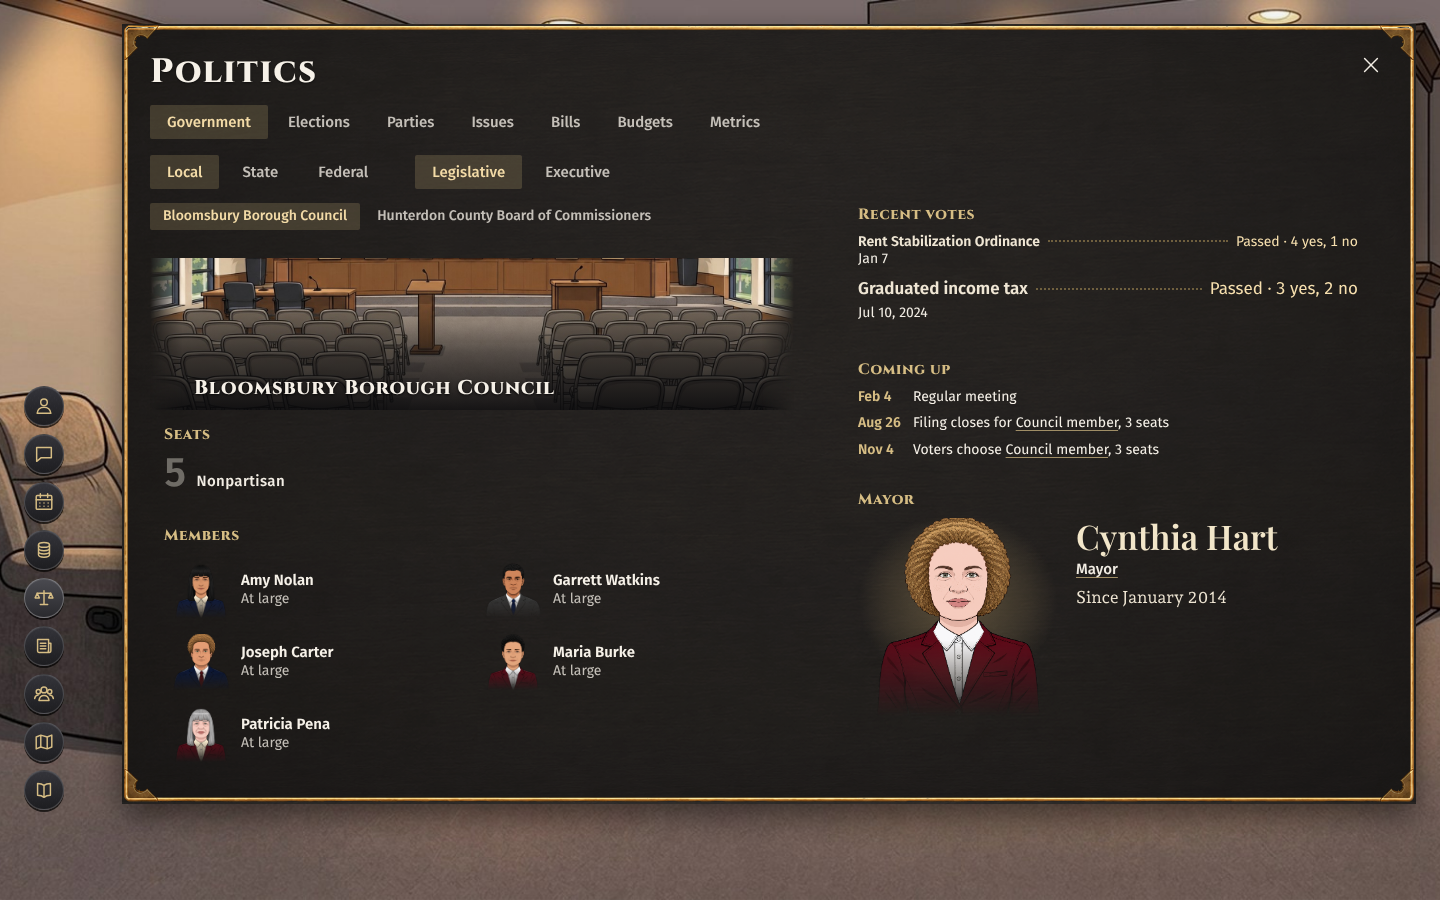 Politics
Government Elections Parties Issues Bills Budgets Metrics
Local State Federal Legislative Executive
Bloomsbury Borough Council Hunterdon County Board of Commissioners
Bloomsbury Borough Council
Seats
5 Nonpartisan
Members
Amy Nolan
At large
Garrett Watkins
At large
Joseph Carter
At large
Maria Burke
At large
Patricia Pena
At large
Recent votes
Rent Stabilization Ordinance Passed · 4 yes, 1 no
Jan 7
Graduated income tax Passed · 3 yes, 2 no
Jul 10, 2024
Coming up
Feb 4 Regular meeting
Aug 26 Filing closes for Council member, 3 seats
Nov 4 Voters choose Council member, 3 seats
Mayor
Cynthia Hart
Mayor
Since January 2014